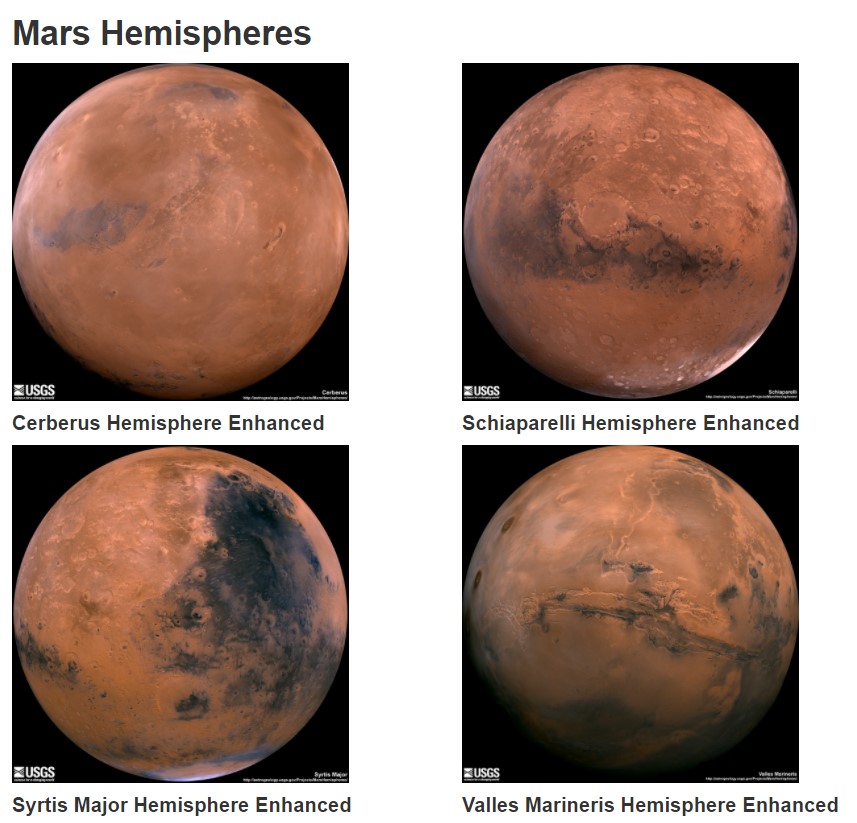 Mars Hemispheres
USGS
Cerberus
USGS
Schiaparelli
Cerberus Hemisphere Enhanced
Schiaparelli Hemisphere Enhanced
USGS
Syrtis Major
USGS
Valles Marineris
Syrtis Major Hemisphere Enhanced
Valles Marineris Hemisphere Enhanced